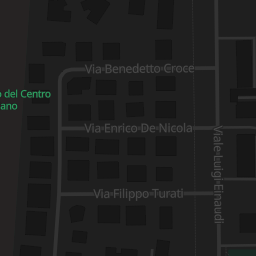 Via Benedetto Croce
del Centro
ano
Via Enrico De Nicola
Viale Luigi Einaudi
Via Filippo Turati